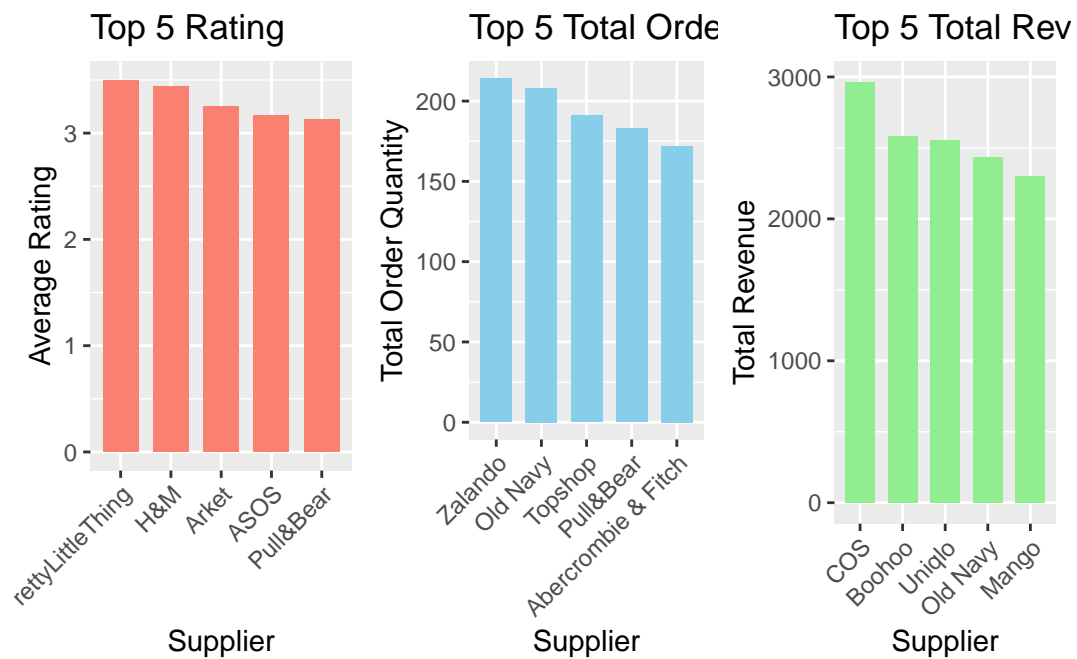 Top 5 Rating
Average Rating
3
2
1
0
rettyLittleThing
H&M
Arket
ASOS
Pull&Bear
Supplier
Top 5 Total Orde
Total Order Quantity
200
150
100
50
0
Zalando
Old Navy
Topshop
Pull&Bear
Abercrombie & Fitch
Supplier
Top 5 Total Rev
Total Revenue
3000
2000
1000
0
COS
Boohoo
Uniqlo
Old Navy
Mango
Supplier